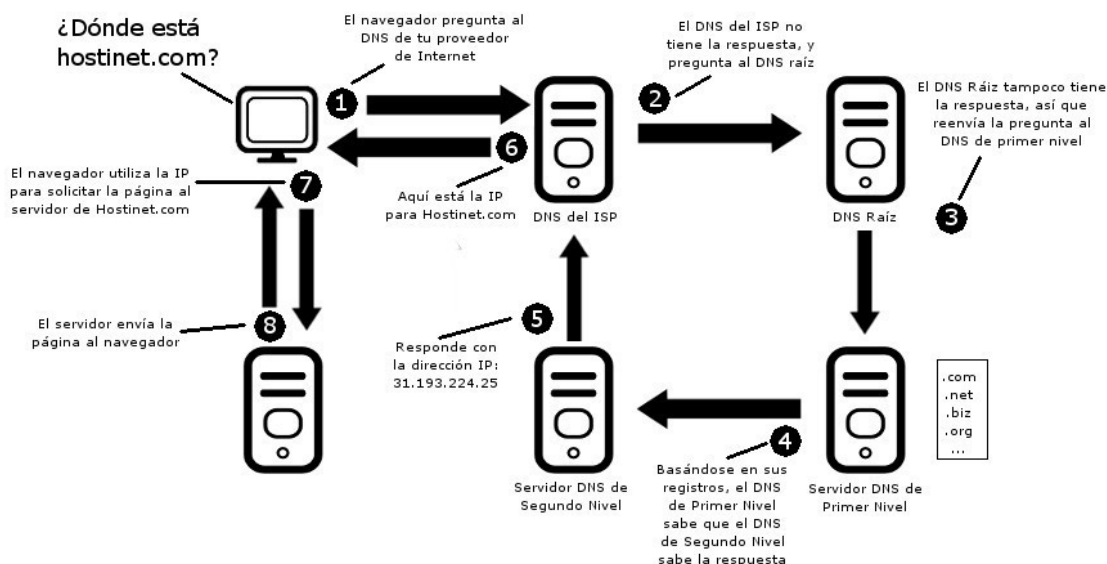 ¿Dónde está
hostinet.com?
El navegador pregunta al
DNS de tu proveedor
de Internet
1
El DNS del ISP no
tiene la respuesta, y
pregunta al DNS raíz
2
El DNS Ráiz tampoco tiene
la respuesta, así que
reenvía la pregunta al
DNS de primer nivel
3
6
Aquí está la IP
para Hostinet.com
DNS del ISP
DNS Raíz
El navegador utiliza la IP
para solicitar la página al
servidor de Hostinet.com
7
El servidor envía la
página al navegador
8
5
Responde con
la dirección IP:
31.193.224.25
Servidor DNS de
Segundo Nivel
4
Basándose en sus
registros, el DNS
de Primer Nivel
sabe que el DNS
de Segundo Nivel
sabe la respuesta
Servidor DNS de
Primer Nivel
.com
.net
.biz
.org
...